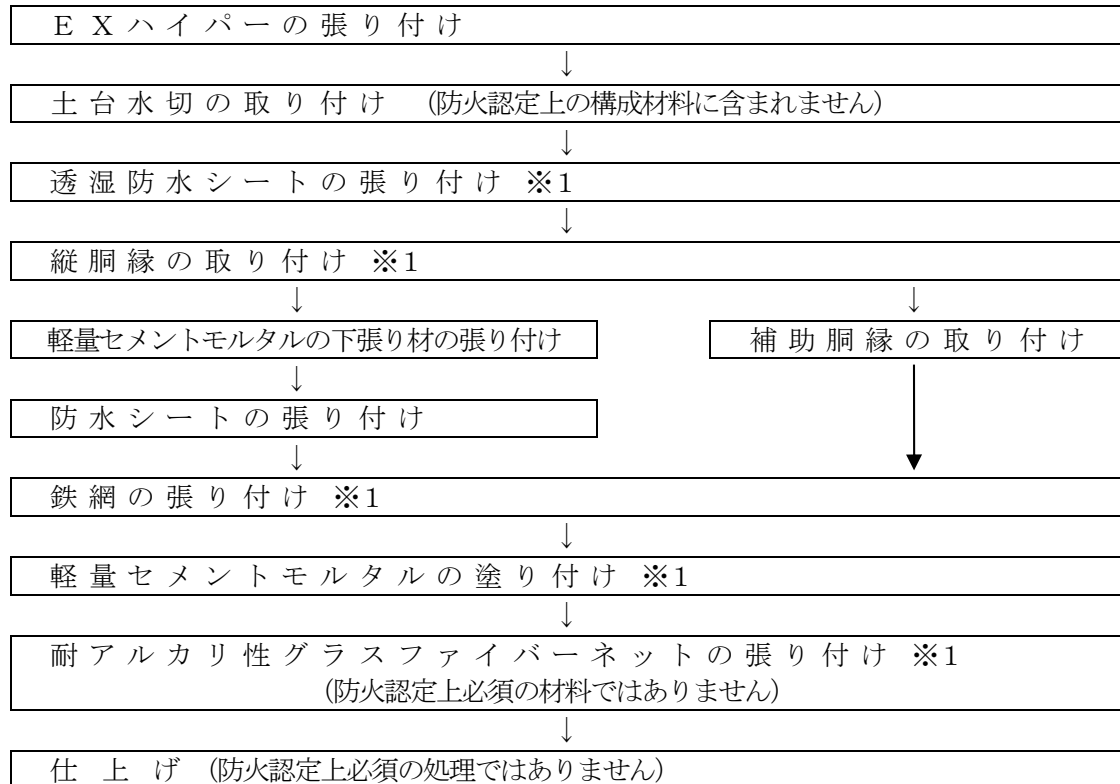 ＥＸハイパーの張り付け
↓
土台水切の取り付け (防火認定上の構成材料に含まれません)
↓
透湿防水シートの張り付け ※1
↓
縦胴縁の取り付け ※1
↓ ↓
軽量セメントモルタルの下張り材の張り付け 補助胴縁の取り付け
↓
防水シートの張り付け
↓
鉄網の張り付け ※1
↓
軽量セメントモルタルの塗り付け ※1
↓
耐アルカリ性グラスファイバーネットの張り付け ※1
(防火認定上必須の材料ではありません)
↓
仕上げ (防火認定上必須の処理ではありません)